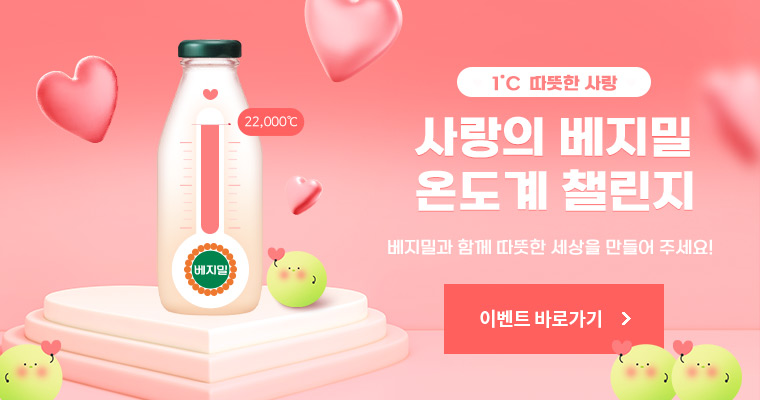 1℃ 따뜻한 사랑
사랑의 베지밀
온도계 챌린지
베지밀과 함께 따뜻한 세상을 만들어 주세요!
이벤트 바로가기
22,000℃
베지밀